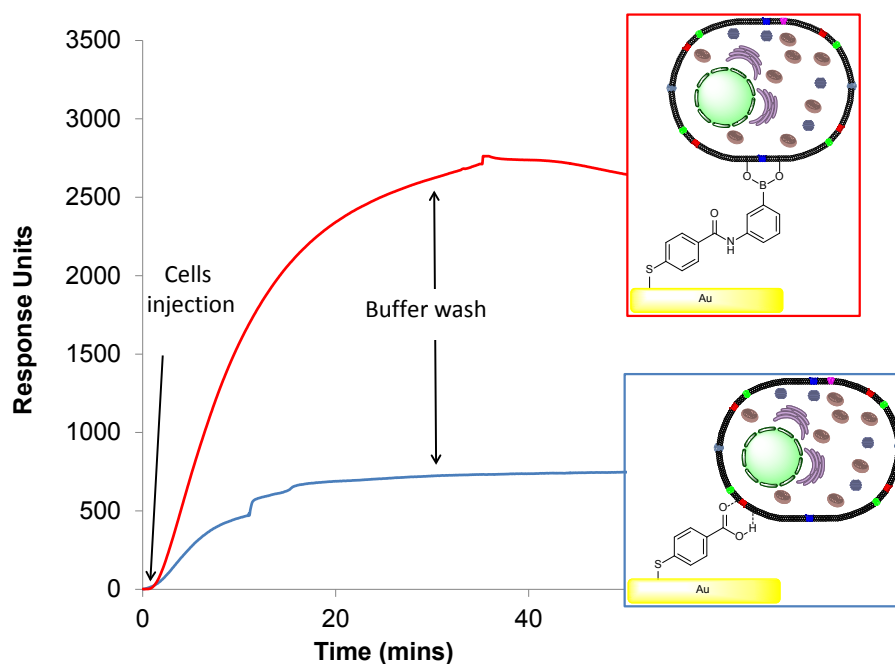 3500
3000
2500
2000
1500
1000
500
0
Response Units
0
20
40
Time (mins)
Cells
injection
Buffer wash
O
O
B
O
N
H
S
Au
O
O
H
S
Au